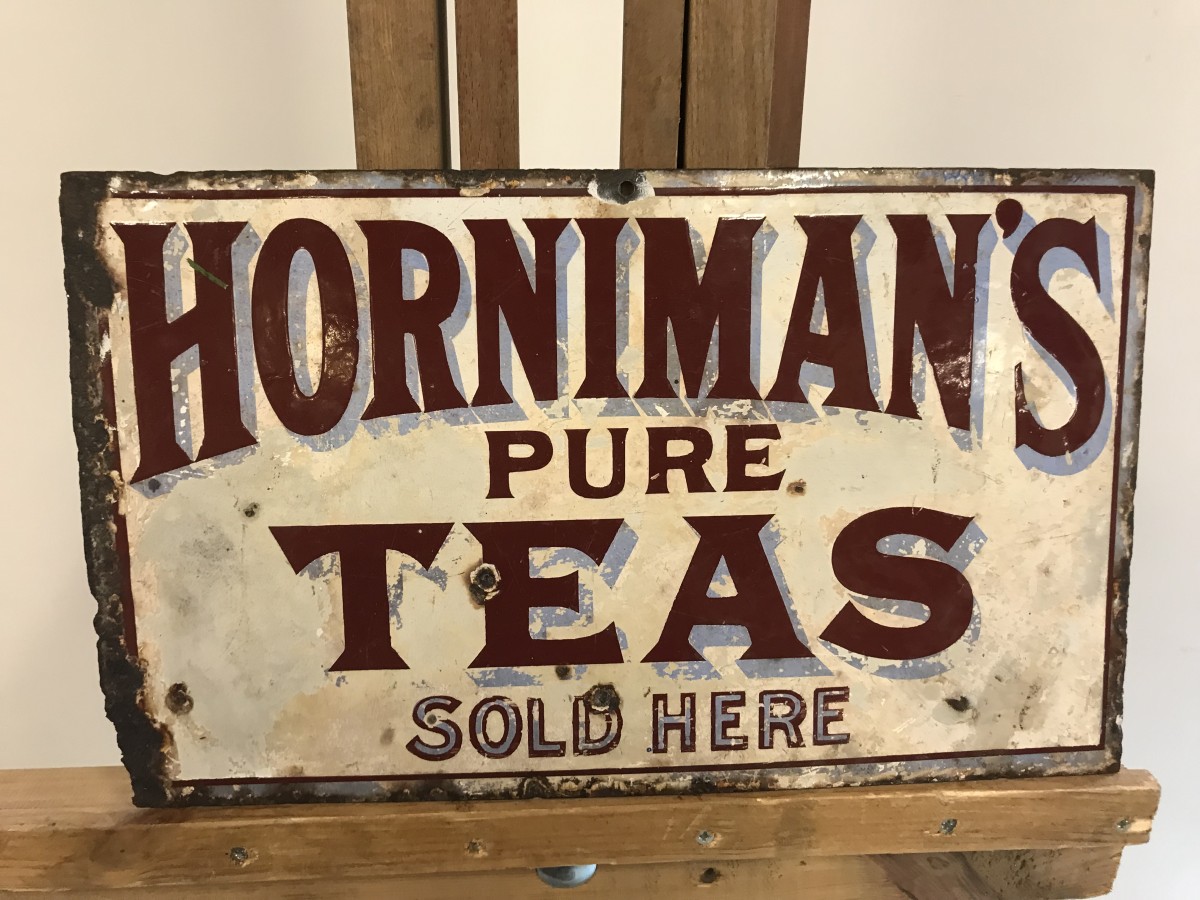 HORNIMAN'S
PURE
TEAS
SOLD HERE